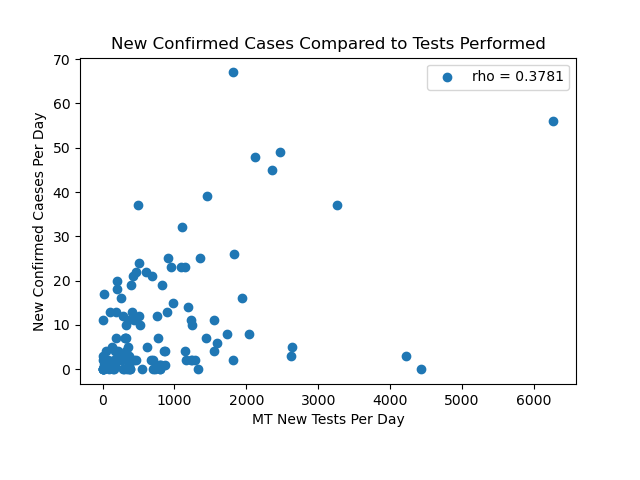 New Confirmed Cases Compared to Tests Performed
rho = 0.3781
New Confirmed Caeses Per Day
70
60
50
40
30
20
10
0
0 1000 2000 3000 4000 5000 6000
MT New Tests Per Day